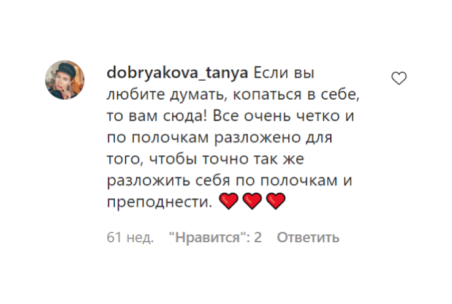 dobryakova_tanya Если вы
любите думать, копаться в себе,
то вам сюда! Все очень четко и
по полочкам разложено для
того, чтобы точно так же
разложить себя по полочкам и
преподнести. ❤❤❤
61 нед. "Нравится": 2 Ответить